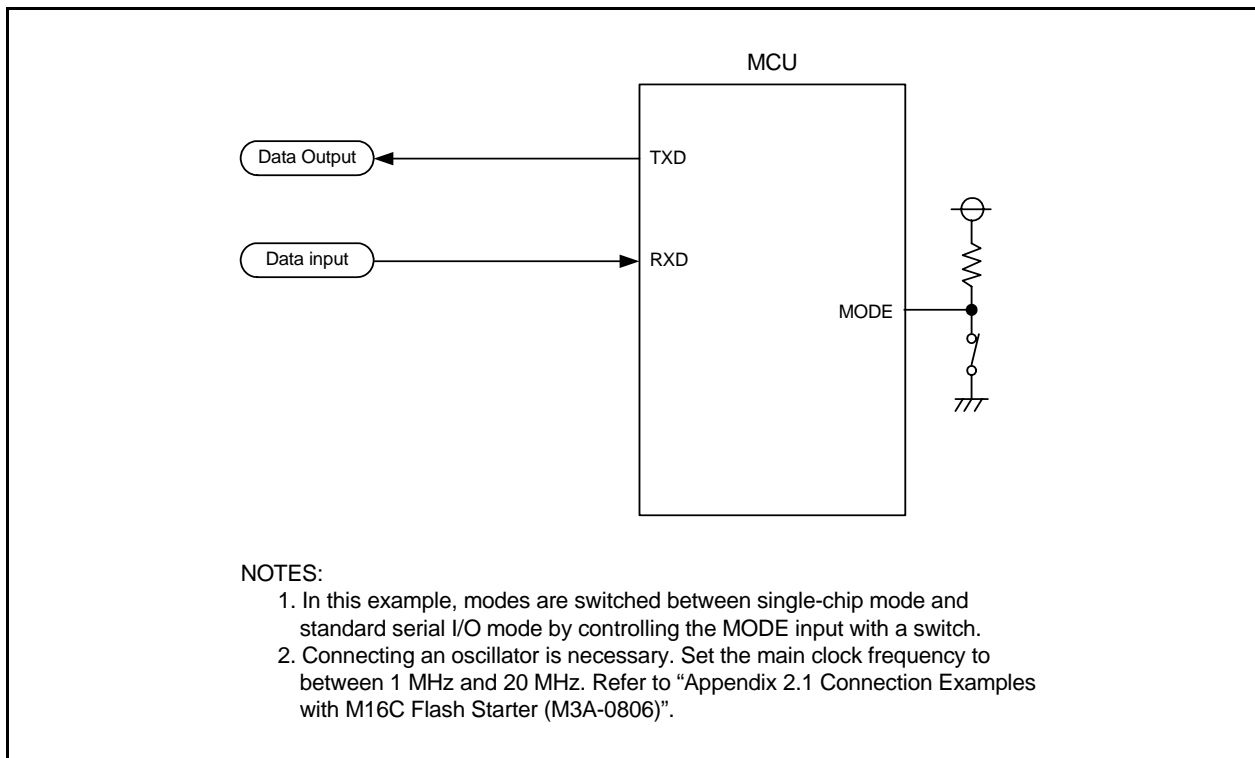 MCU
Data Output
TXD
Data input
RXD
MODE
NOTES:
1. In this example, modes are switched between single-chip mode and
standard serial I/O mode by controlling the MODE input with a switch.
2. Connecting an oscillator is necessary. Set the main clock frequency to
between 1 MHz and 20 MHz. Refer to “Appendix 2.1 Connection Examples
with M16C Flash Starter (M3A-0806)”.